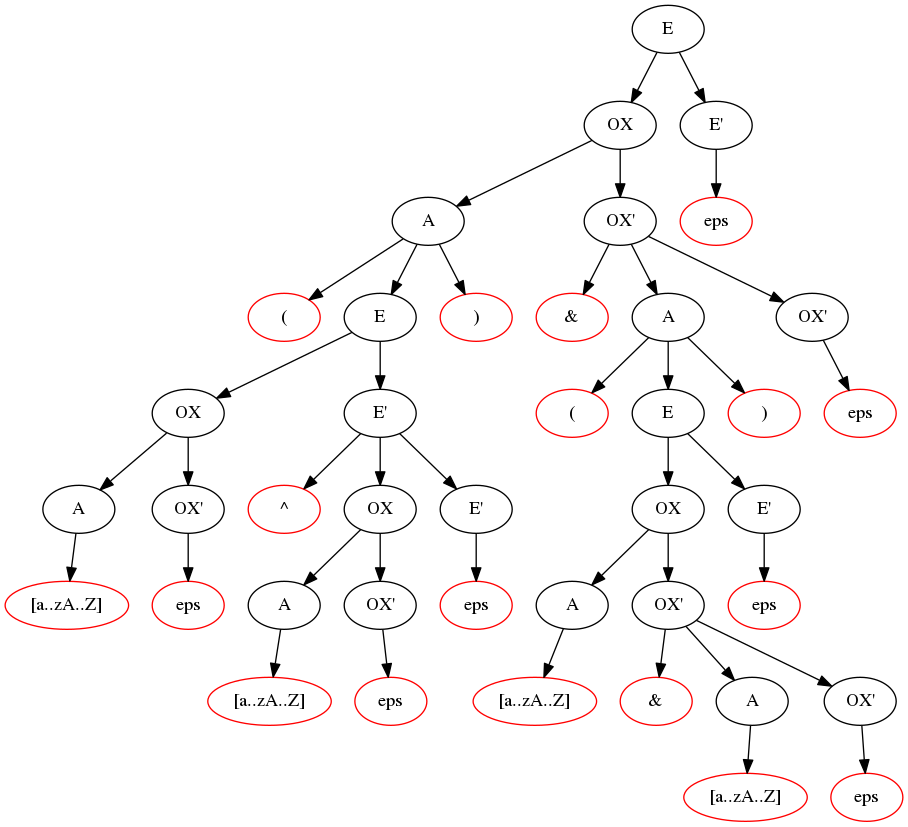 E
OX E'
A OX' eps
( E ) & A OX'
OX E' ( E ) eps
A OX' ^ OX E' OX E'
[a..zA..Z] eps A OX' eps A OX' eps
[a..zA..Z] eps [a..zA..Z] & A OX'
[a..zA..Z] eps